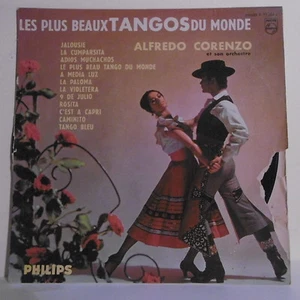 LES PLUS BEAUX TANGOS DU MONDE
ALFREDO CORENZO
et son orchestre
JALOUSIE
LA CUMPARSITA
ADIOS MUCHACHOS
LE PLUS BEAU TANGO DU MONDE
A MEDIA LUZ
LA PALOMA
LA VIOLETERA
9 DE JULIO
ROSITA
C'EST A CAPRI
CAMINITO
TANGO BLEU
PHILIPS